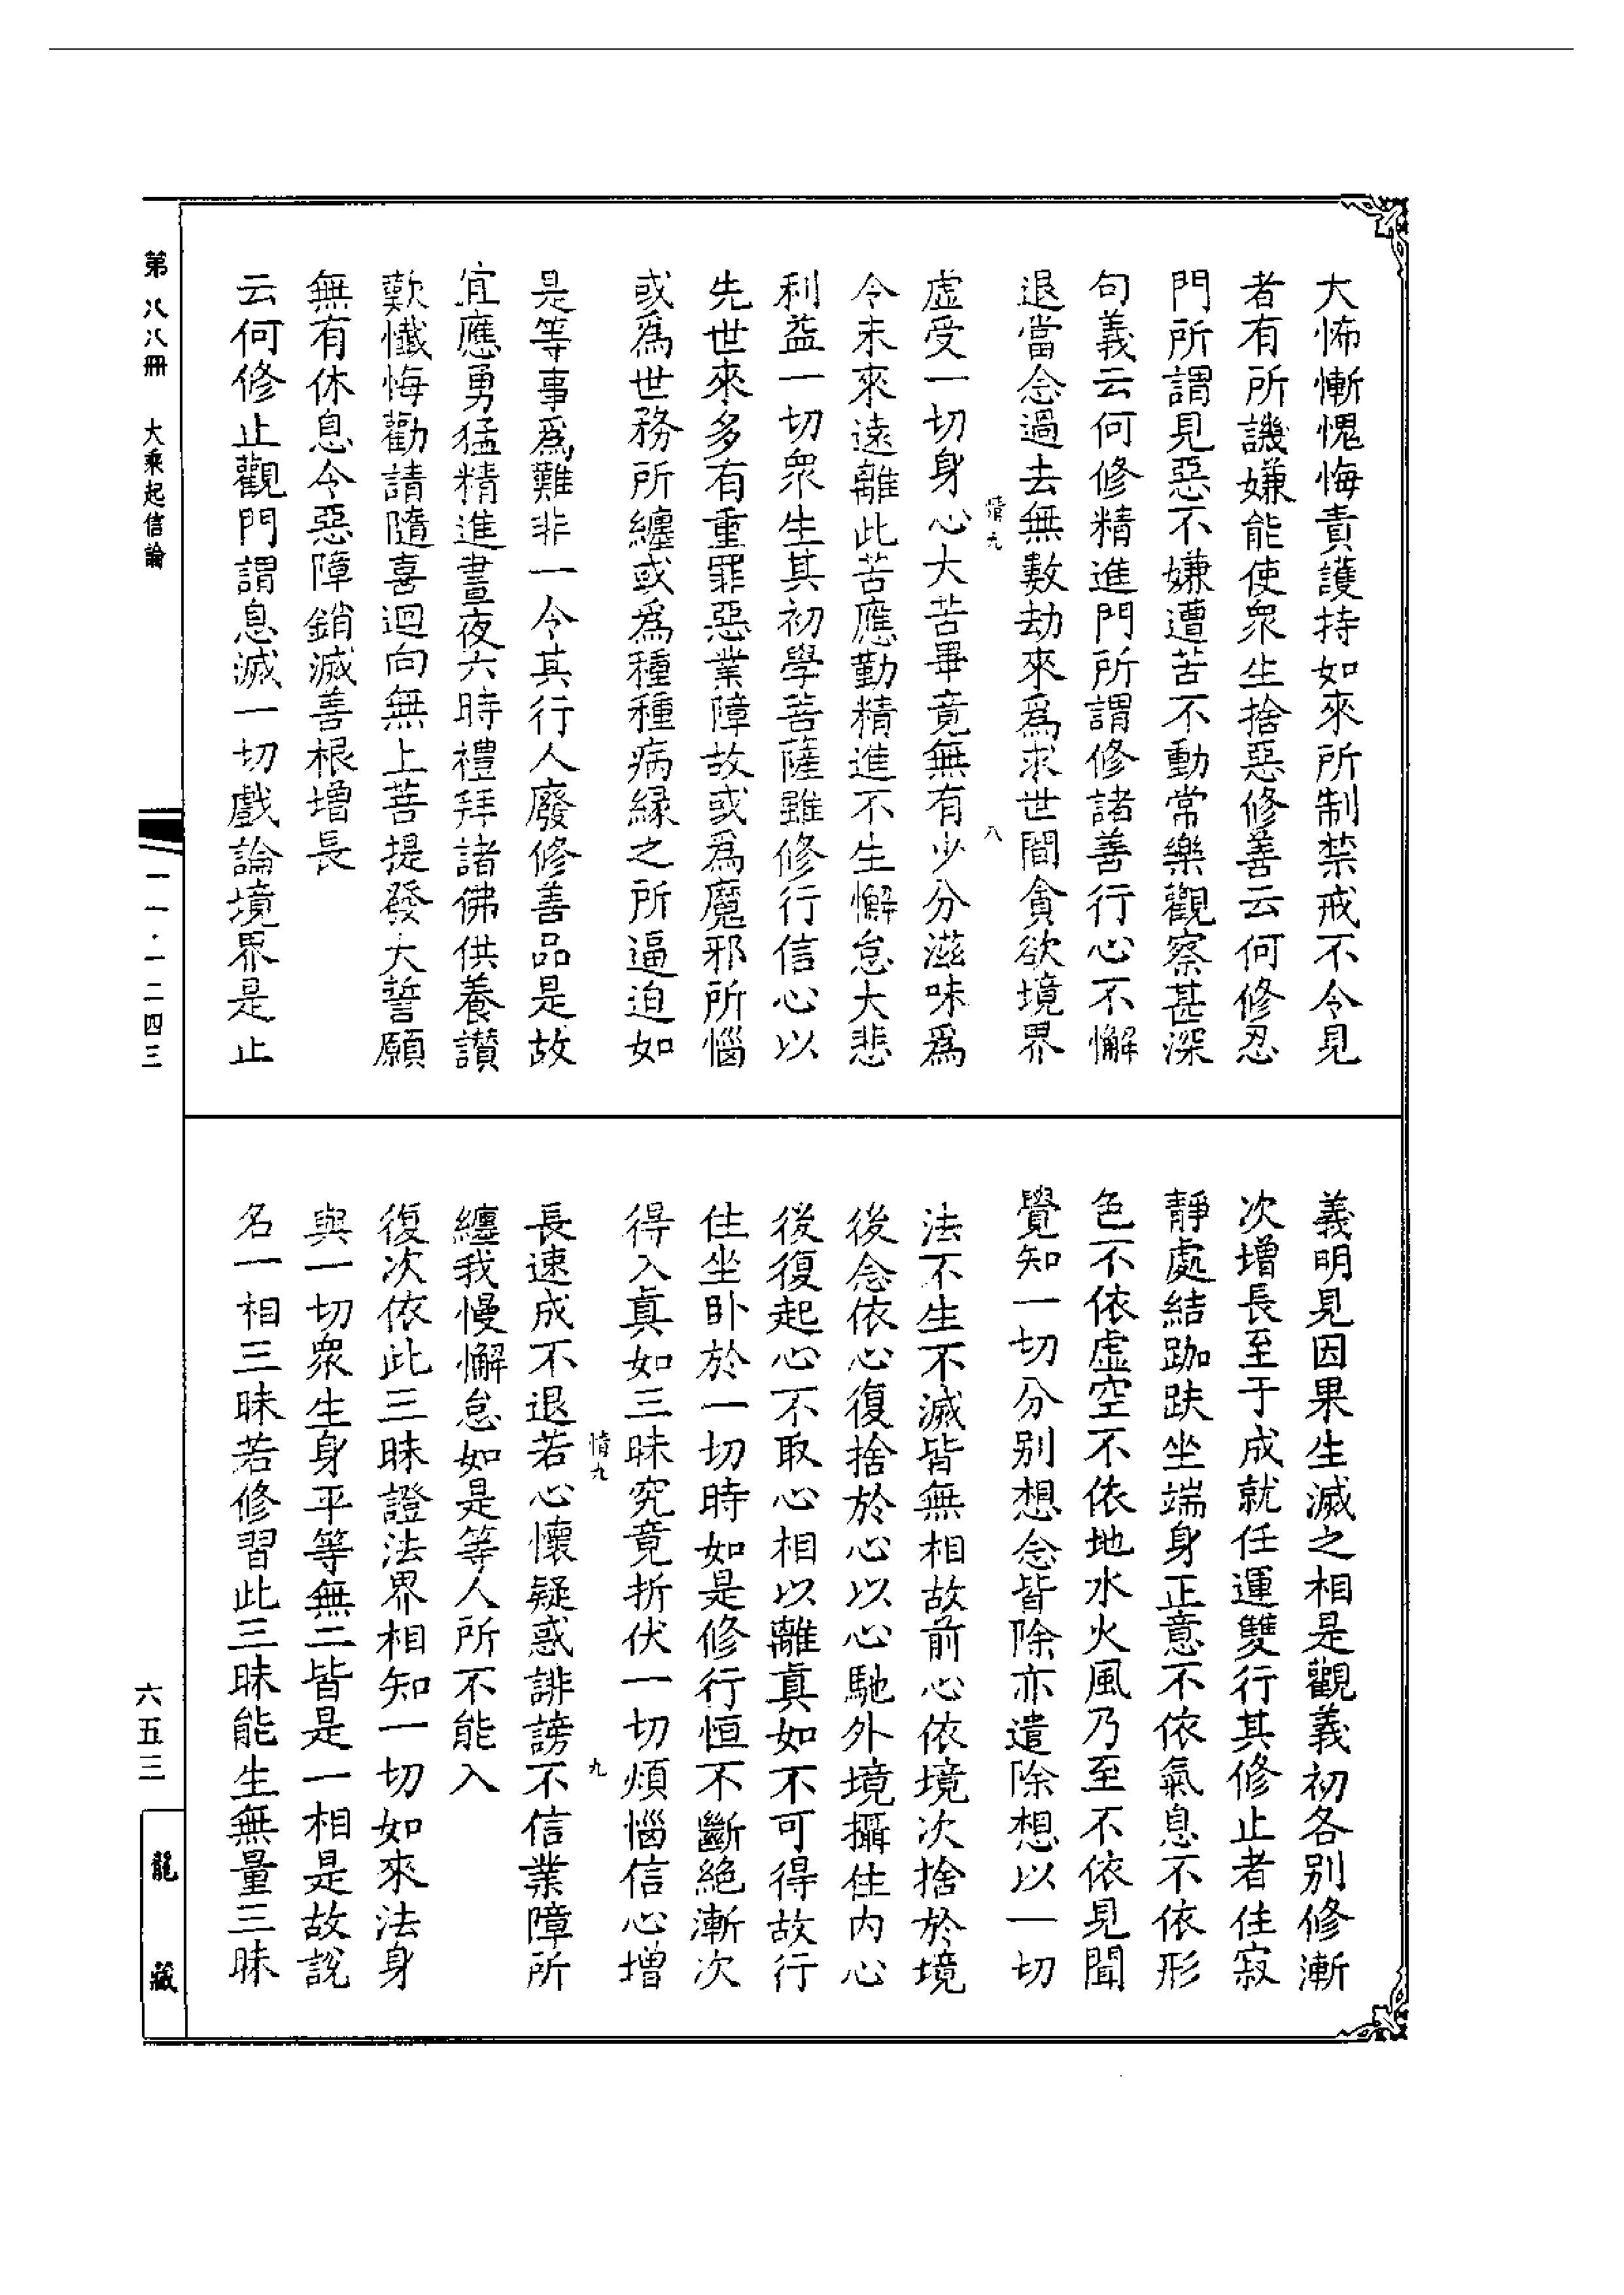 大怖慚愧悔責護持如來所制禁戒不令見
者有所譏嫌能使眾生捨惡修善云何修忍
門所謂見惡不嫌遭苦不動常樂觀察甚深
句義云何修精進門所謂修諸善行心不懈
退當念過去無數劫來為求世間貪欲境界
情九
八
虛受一切身心大苦畢竟無有少分滋味為
令未來遠離此苦應勤精進不生懈怠大悲
利益一切眾生其初學菩薩雖修行信心以
先世來多有重罪惡業障故或為魔邪所惱
或為世務所纏或為種種病緣之所逼迫如
是等事為難非一令其行人廢修善品是故
宜應勇猛精進晝夜六時禮拜諸佛供養讚
歎懺悔勸請隨喜迴向無上菩提發大誓願
無有休息令惡障銷滅善根增長
云何修止觀門謂息滅一切戲論境界是止
義明見因果生滅之相是觀義初各別修漸
次增長至于成就任運雙行其修止者住寂
靜處結跏趺坐端身正意不依氣息不依形
色不依虛空不依地水火風乃至不依見聞
覺知一切分別想念皆除亦遣除想以一切
法不生不滅皆無相故前心依境次捨於境
後念依心復捨於心以心馳外境攝住內心
後復起心不取心相以離真如不可得故行
住坐臥於一切時如是修行恒不斷絕漸次
得入真如三昧究竟折伏一切煩惱信心增
情九
九
長速成不退若心懷疑惑誹謗不信業障所
纏我慢懈怠如是等人所不能入
復次依此三昧證法界相知一切如來法身
與一切眾生身平等無二皆是一相是故說
名一相三昧若修習此三昧能生無量三昧
第八八冊 大乘起信論
一一·一二四三
六五三
龍藏